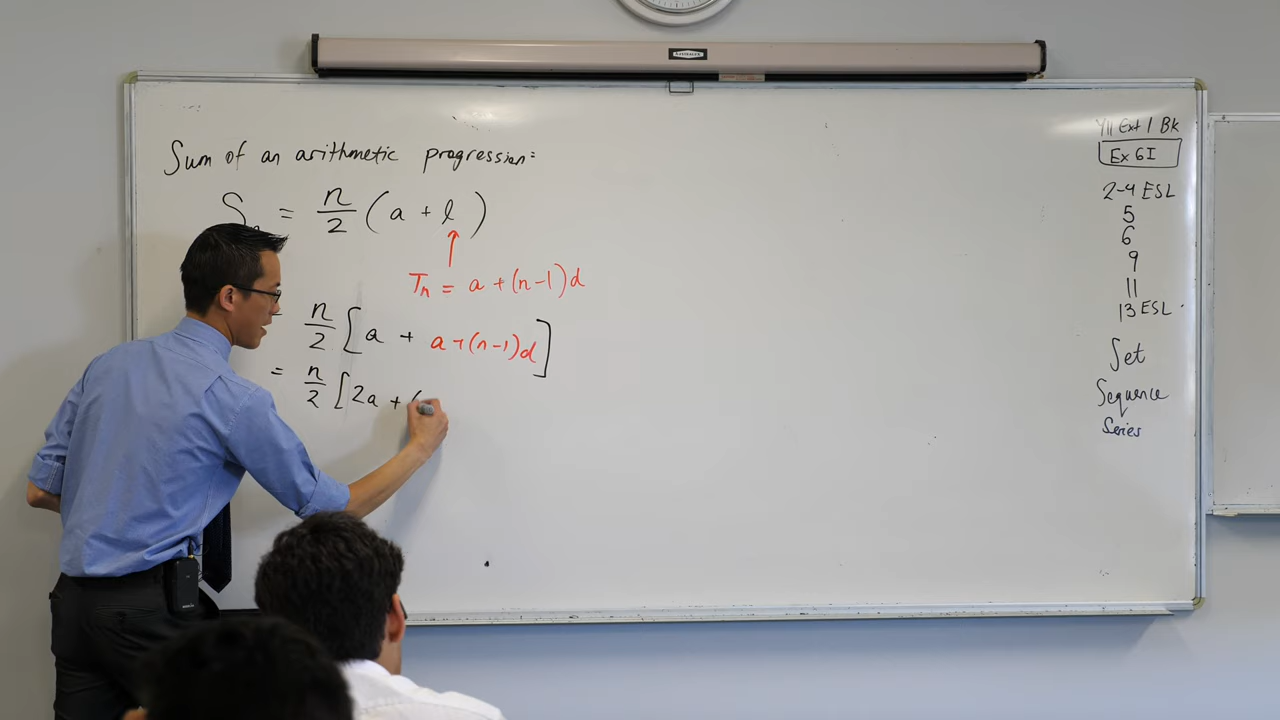 Sum of an arithmetic progression:
Sn = n/2 (a + l)
Tn = a + (n-1)d
n/2 [a + a+(n-1)d]
= n/2 [2a + (
Y11 Ext 1 Bk
Ex 6I
2-4 ESL
5
6
9
11
13 ESL
Set
Sequence
Series